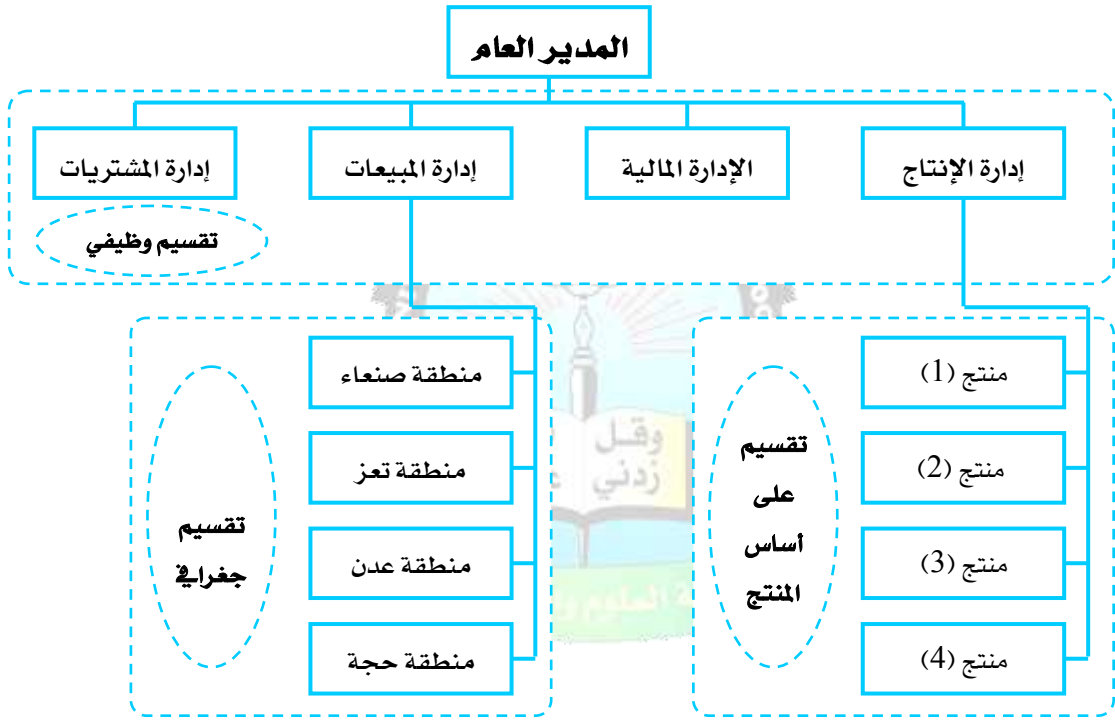 المدير العام
إدارة الإنتاج
الإدارة المالية
إدارة المبيعات
إدارة المشتريات
تقسيم وظيفي
منتج (1)
منتج (2)
منتج (3)
منتج (4)
تقسيم
على
أساس
المنتج
منطقة صنعاء
منطقة تعز
منطقة عدن
منطقة حجة
تقسيم
جغرافي
وقل
زدني
العلوم